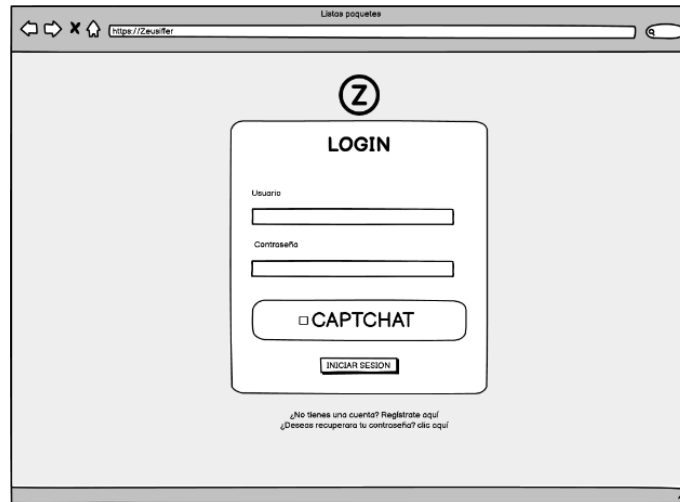 Listas paquetes
https://Zeusiffer
Z
LOGIN
Usuario
Contraseña
CAPTCHAT
INICIAR SESION
¿No tienes una cuenta? Registrate aquí
¿Deseas recuperara tu contraseña? clic aquí